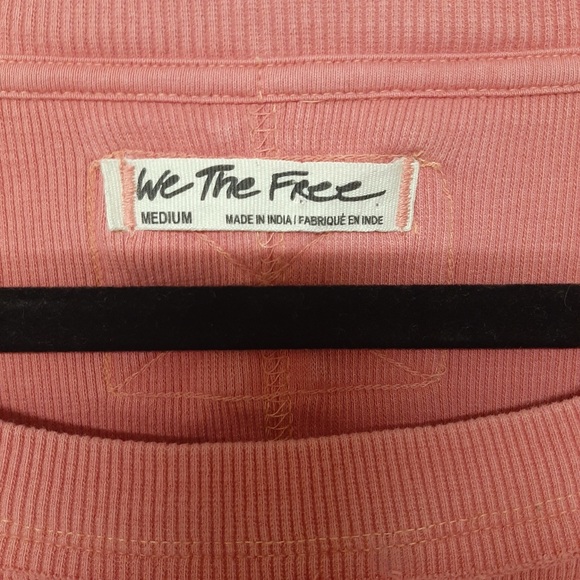 We The Free
MEDIUM MADE IN INDIA / FABRIQUÉ EN INDE